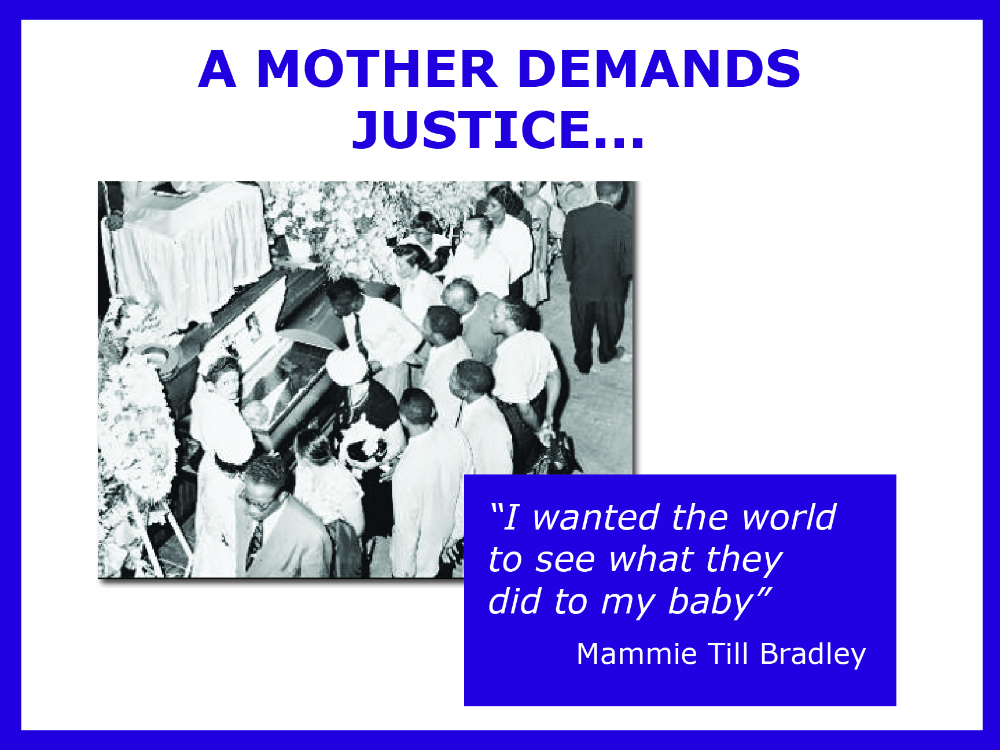 A MOTHER DEMANDS
JUSTICE...
“I wanted the world
to see what they
did to my baby”
Mammie Till Bradley